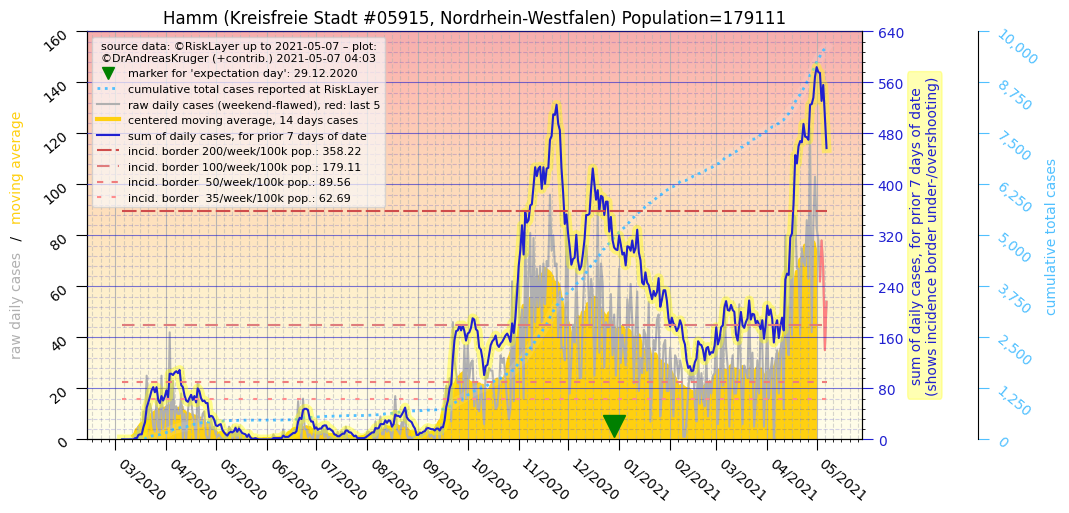 Hamm (Kreisfreie Stadt #05915, Nordrhein-Westfalen) Population=179111
source data: ©RiskLayer up to 2021-05-07 – plot:
©DrAndreasKruger (+contrib.) 2021-05-07 04:03
marker for 'expectation day': 29.12.2020
cumulative total cases reported at RiskLayer
raw daily cases (weekend-flawed), red: last 5
centered moving average, 14 days cases
sum of daily cases, for prior 7 days of date
incid. border 200/week/100k pop.: 358.22
incid. border 100/week/100k pop.: 179.11
incid. border  50/week/100k pop.: 89.56
incid. border  35/week/100k pop.: 62.69
raw daily cases / moving average
160
140
120
100
80
60
40
20
0
640
560
480
400
320
240
160
80
0
sum of daily cases, for prior 7 days of date
(shows incidence border under-/overshooting)
10,000
8,750
7,500
6,250
5,000
3,750
2,500
1,250
0
cumulative total cases
03/2020
04/2020
05/2020
06/2020
07/2020
08/2020
09/2020
10/2020
11/2020
12/2020
01/2021
02/2021
03/2021
04/2021
05/2021